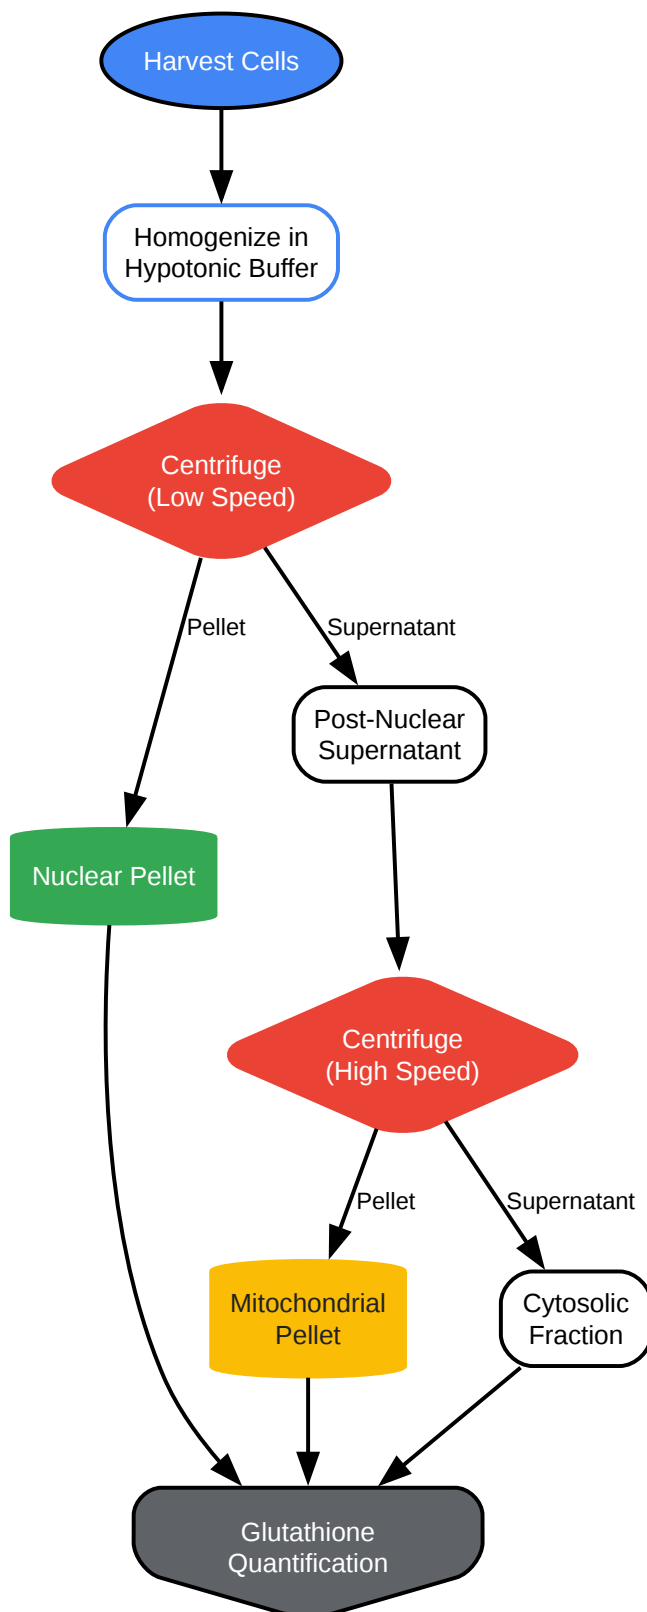 Harvest Cells
Homogenize in
Hypotonic Buffer
Centrifuge
(Low Speed)
Pellet
Supernatant
Post-Nuclear
Supernatant
Nuclear Pellet
Centrifuge
(High Speed)
Pellet
Supernatant
Mitochondrial
Pellet
Cytosolic
Fraction
Glutathione
Quantification